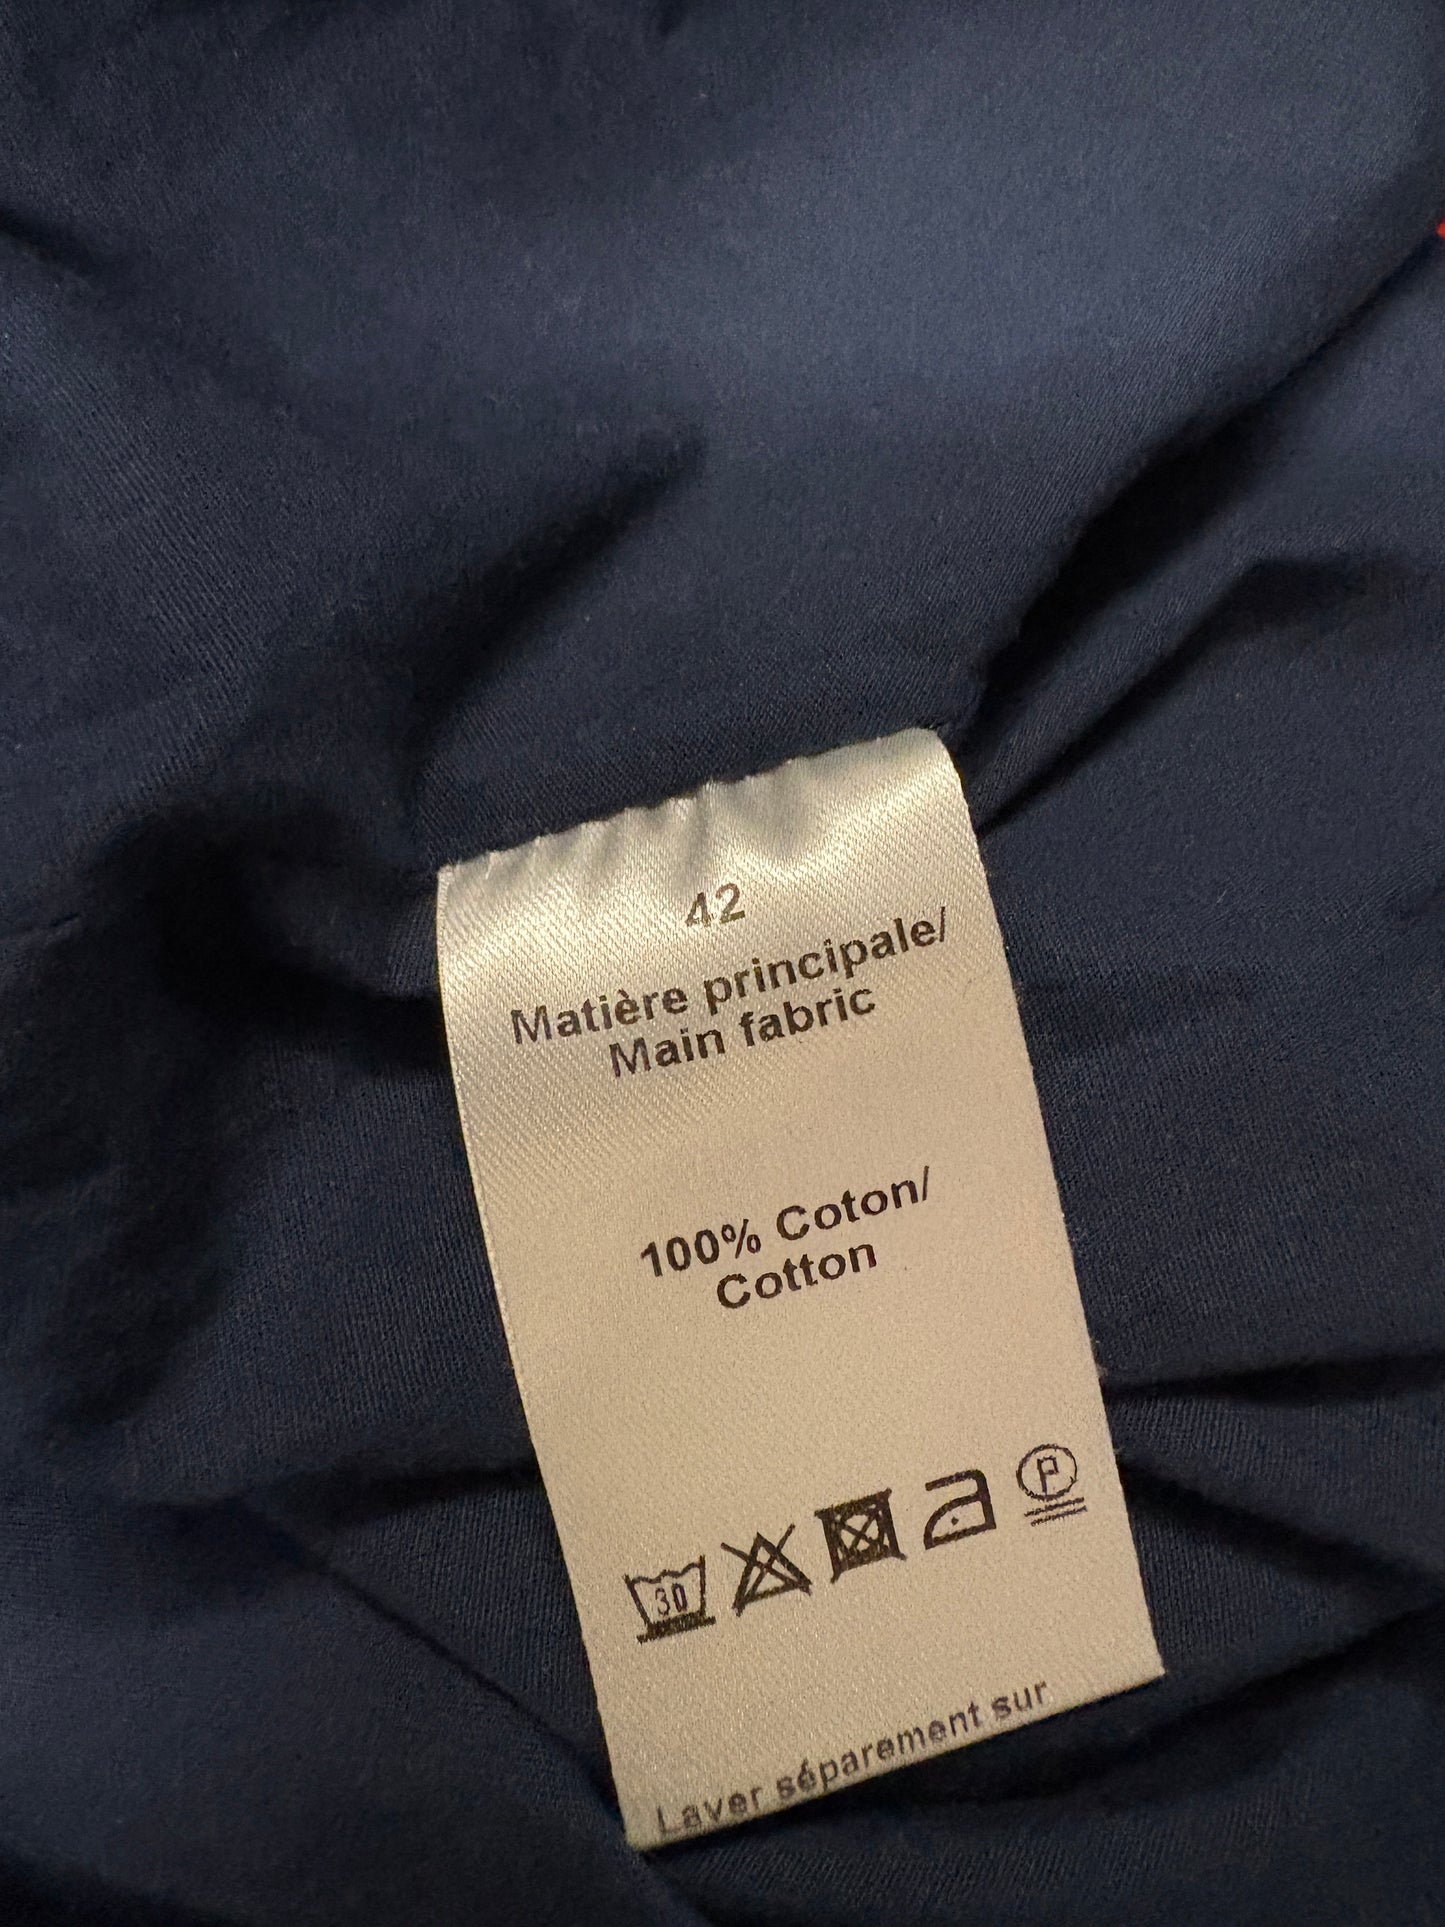 42
Matière principale/
Main fabric
100% Coton/
Cotton
30 P
Laver séparement sur